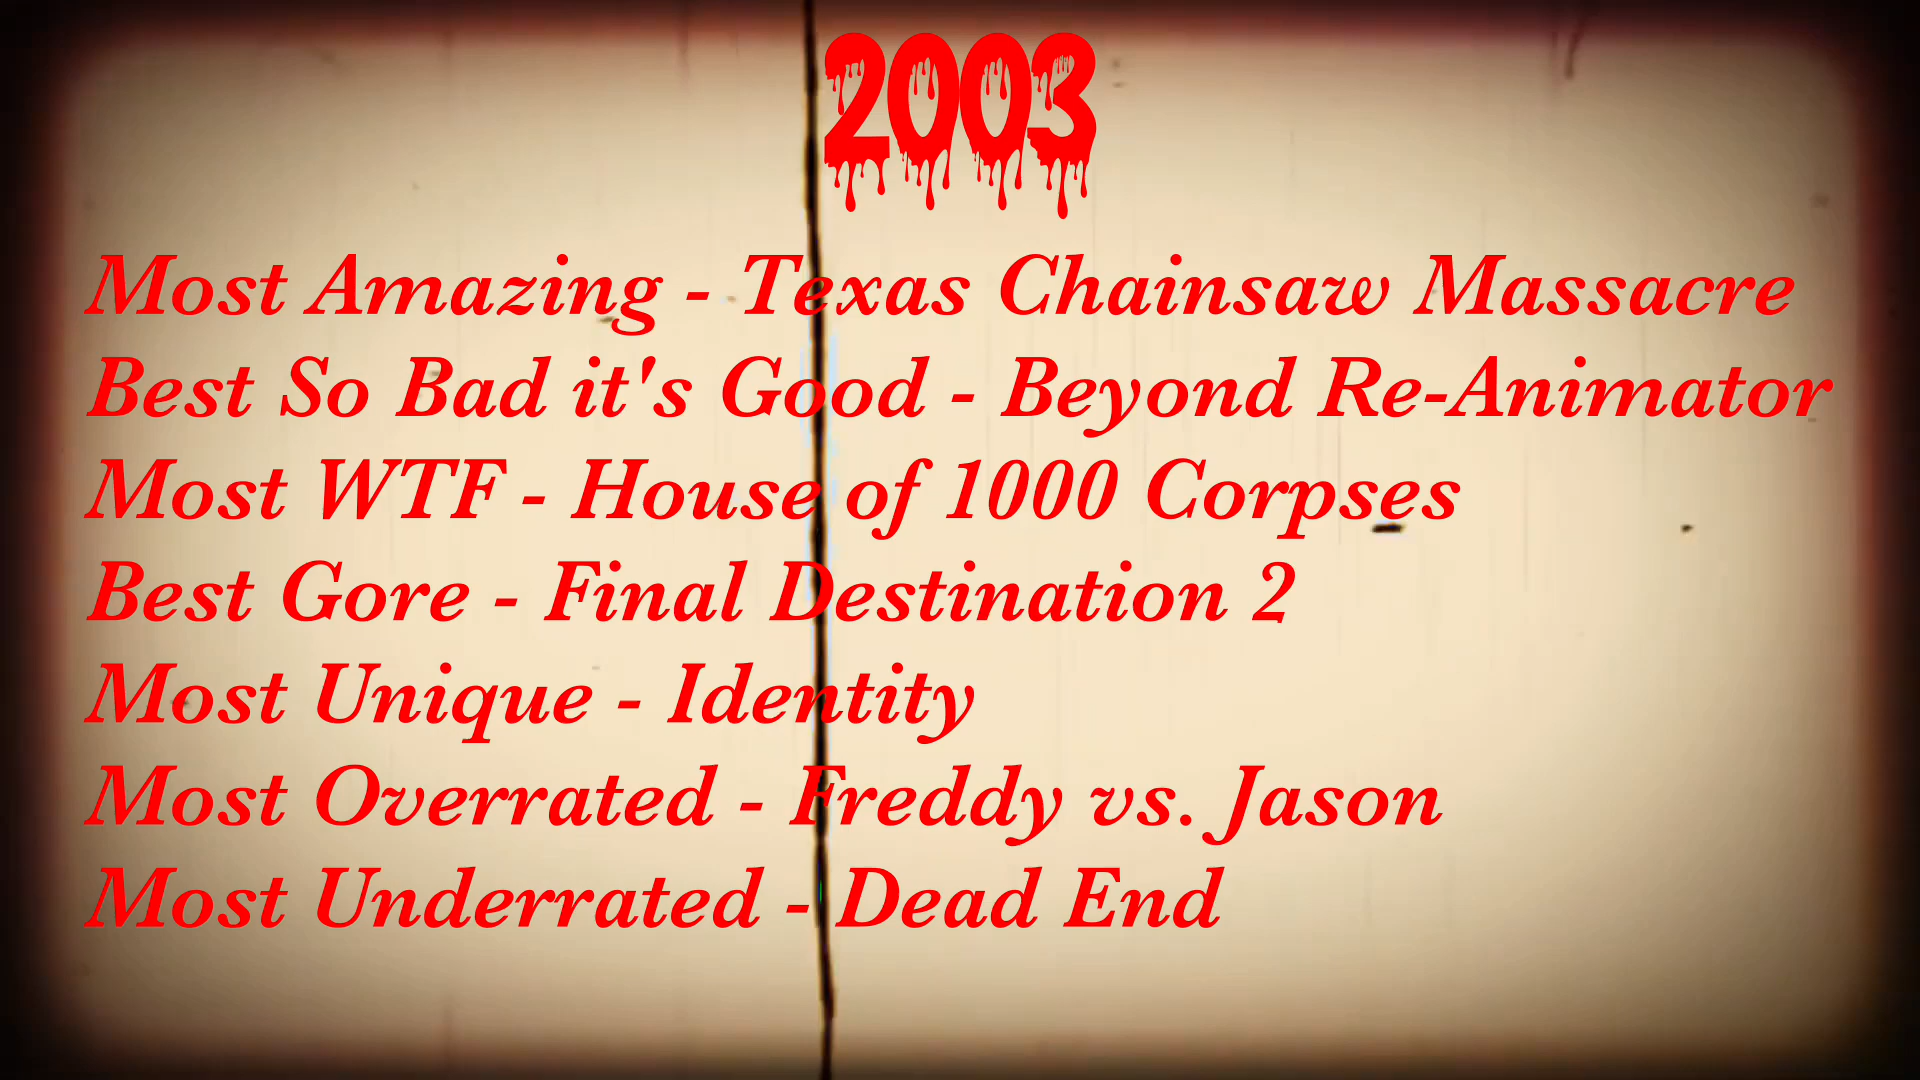 2003
Most Amazing - Texas Chainsaw Massacre
Best So Bad it's Good - Beyond Re-Animator
Most WTF - House of 1000 Corpses
Best Gore - Final Destination 2
Most Unique - Identity
Most Overrated - Freddy vs. Jason
Most Underrated - Dead End